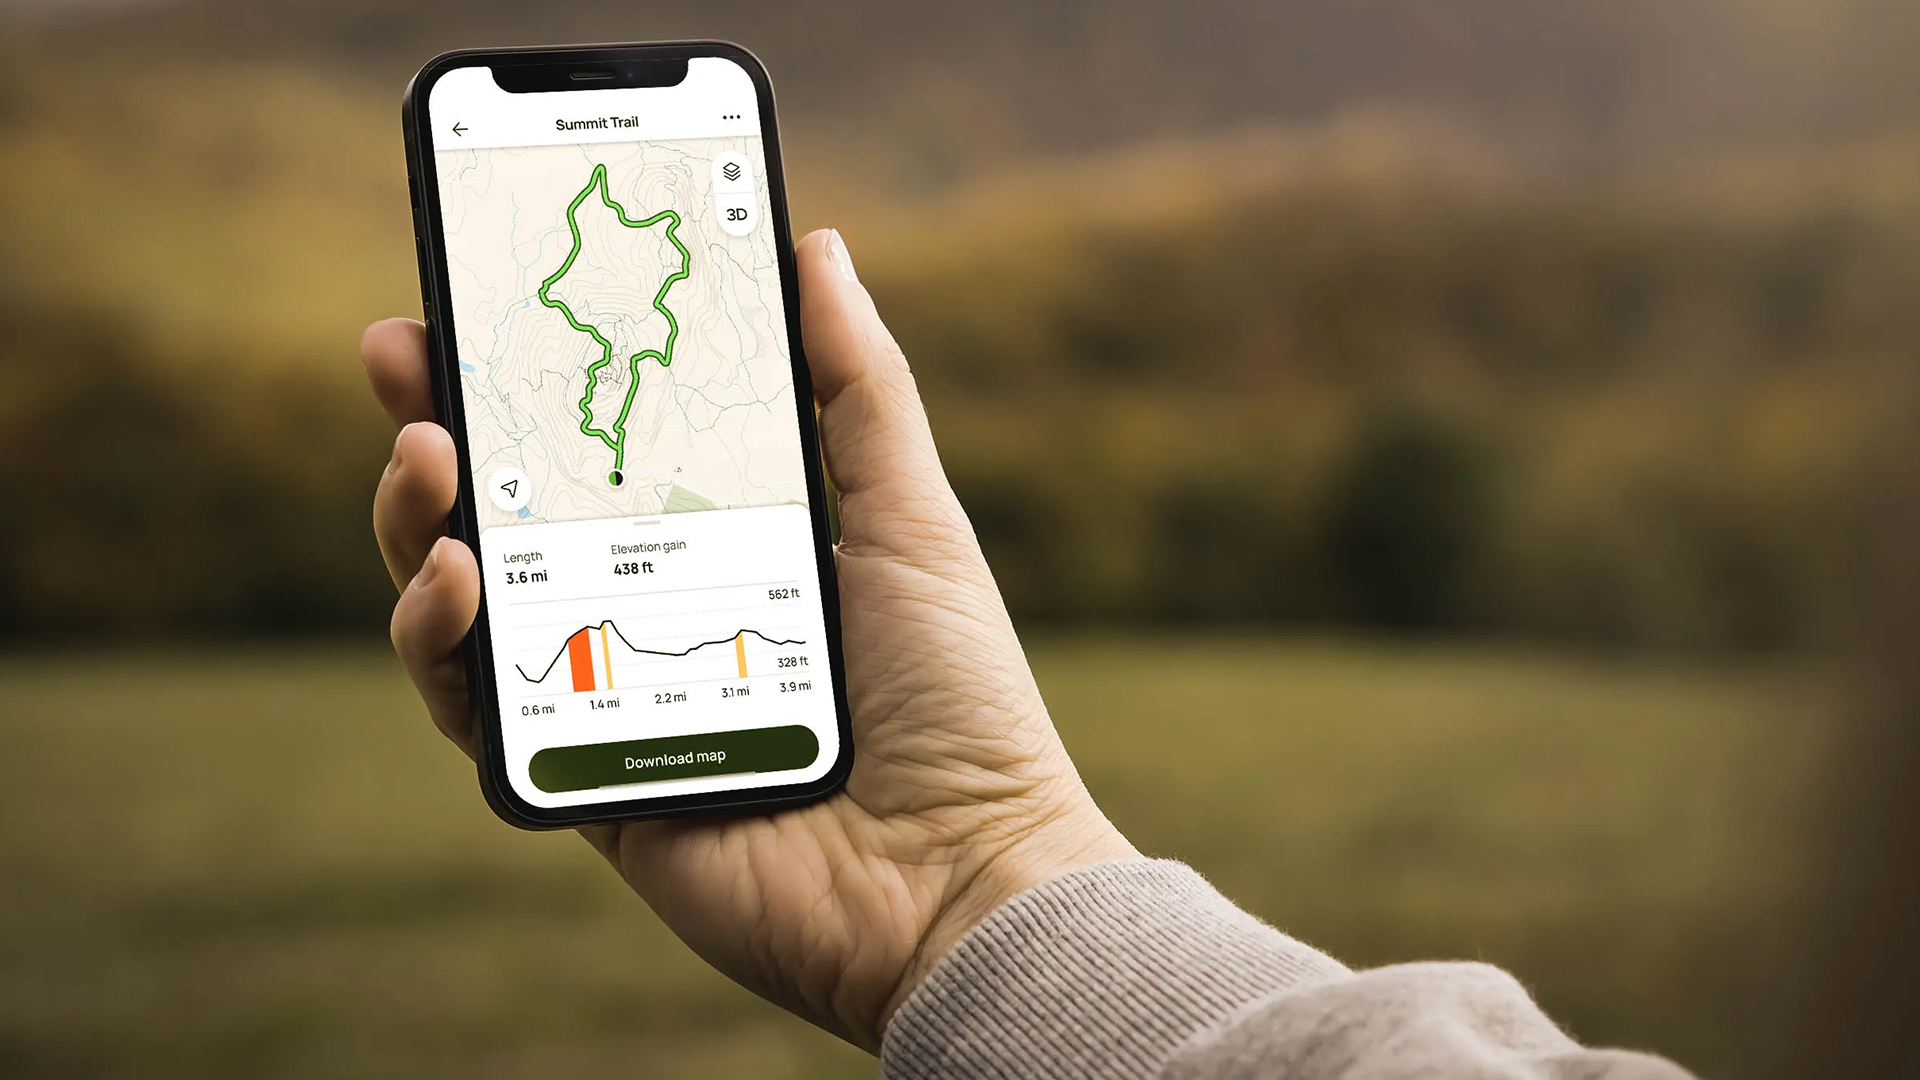 Summit Trail
3D
Length
3.6 mi
Elevation gain
438 ft
562 ft
328 ft
0.6 mi
1.4 mi
2.2 mi
3.1 mi
3.9 mi
Download map